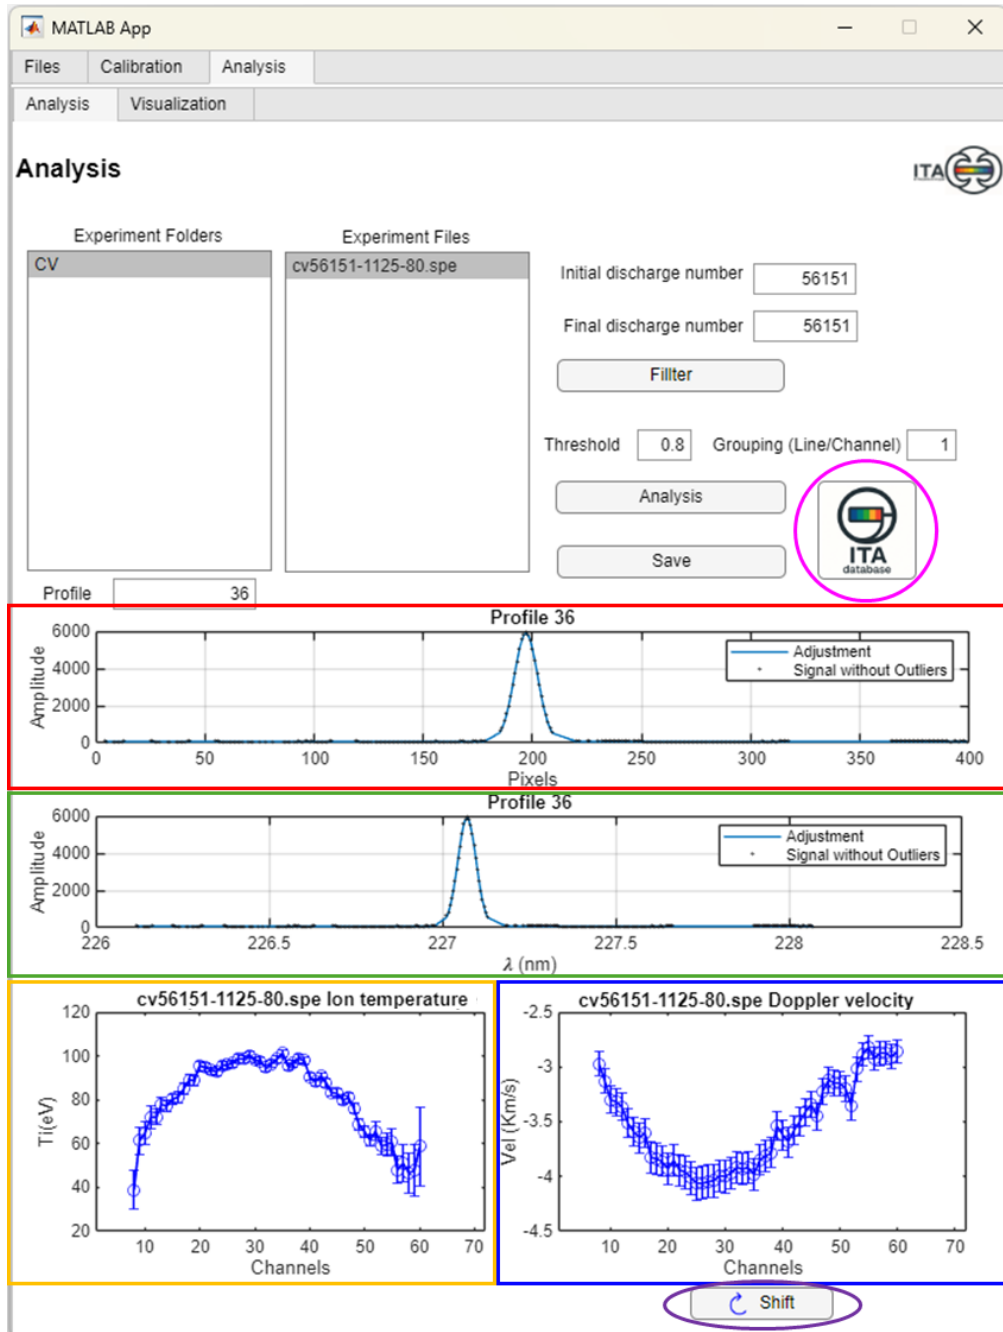 MATLAB App
Files Calibration Analysis
Analysis Visualization
Analysis
ITA
Experiment Folders Experiment Files
CV cv56151-1125-80.spe
Initial discharge number 56151
Final discharge number 56151
Fillter
Threshold 0.8 Grouping (Line/Channel) 1
Analysis
Save
ITA
database
Profile 36
Profile 36
6000
4000
2000
0
Amplitude
Adjustment
Signal without Outliers
0 50 100 150 200 250 300 350 400
Pixels
Profile 36
6000
4000
2000
0
Amplitude
Adjustment
Signal without Outliers
226 226.5 227 227.5 228 228.5
λ (nm)
cv56151-1125-80.spe Ion temperature
120
100
80
60
40
20
Ti(eV)
10 20 30 40 50 60 70
Channels
cv56151-1125-80.spe Doppler velocity
-2.5
-3
-3.5
-4
-4.5
Vel (Km/s)
10 20 30 40 50 60 70
Channels
Shift